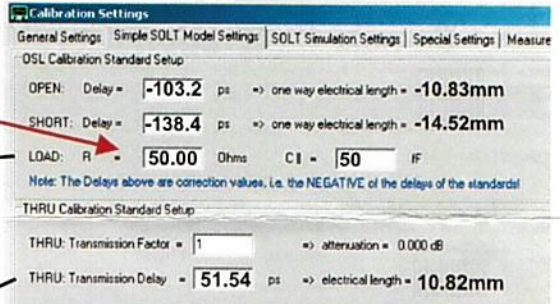 Calibration Settings
General Settings Simple SOLT Model Settings SOLT Simulation Settings Special Settings Measure
OSL Calibration Standard Setup
OPEN: Delay = -103.2 ps => one way electrical length = -10.83mm
SHORT: Delay = -138.4 ps => one way electrical length = -14.52mm
LOAD: R = 50.00 Ohms C || = 50 fF
Note: The Delays above are correction values, i.e. the NEGATIVE of the delays of the standards!
THRU Calibration Standard Setup
THRU: Transmission Factor = 1 => attenuation = 0.000 dB
THRU: Transmission Delay = 51.54 ps => electrical length = 10.82mm